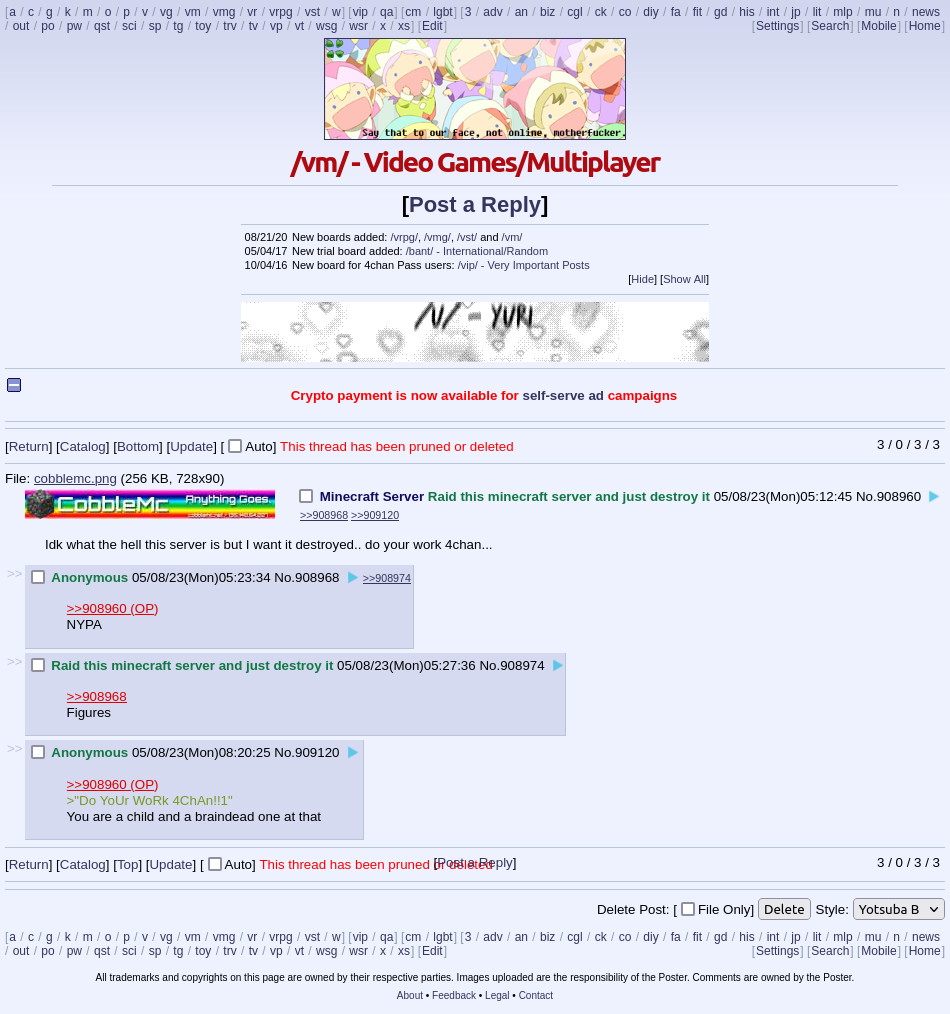 [a / c / g / k / m / o / p / v / vg / vm / vmg / vr / vrpg / vst / w] [vip / qa] [cm / lgbt] [3 / adv / an / biz / cgl / ck / co / diy / fa / fit / gd / his / int / jp / lit / mlp / mu / n / news
/ out / po / pw / qst / sci / sp / tg / toy / trv / tv / vp / vt / wsg / wsr / x / xs] [Edit] [Settings] [Search] [Mobile] [Home]
Say that to our face, not online, motherfucker.
/vm/ - Video Games/Multiplayer
[Post a Reply]
08/21/20 New boards added: /vrpg/, /vmg/, /vst/ and /vm/
05/04/17 New trial board added: /bant/ - International/Random
10/04/16 New board for 4chan Pass users: /vip/ - Very Important Posts
[Hide] [Show All]
/U/ - YURI
Crypto payment is now available for self-serve ad campaigns
[Return] [Catalog] [Bottom] [Update] [ Auto] This thread has been pruned or deleted 3 / 0 / 3 / 3
File: cobblemc.png (256 KB, 728x90)
CobbleMc Anything Goes
Minecraft Server Raid this minecraft server and just destroy it 05/08/23(Mon)05:12:45 No.908960
>>908968 >>909120
Idk what the hell this server is but I want it destroyed.. do your work 4chan...
>> Anonymous 05/08/23(Mon)05:23:34 No.908968 >>908974
>>908960 (OP)
NYPA
>> Raid this minecraft server and just destroy it 05/08/23(Mon)05:27:36 No.908974
>>908968
Figures
>> Anonymous 05/08/23(Mon)08:20:25 No.909120
>>908960 (OP)
>"Do YoUr WoRk 4ChAn!!1"
You are a child and a braindead one at that
[Return] [Catalog] [Top] [Update] [ Auto] This thread has been pruned or deleted [Post a Reply] 3 / 0 / 3 / 3
Delete Post: [ File Only] Delete Style: Yotsuba B
[a / c / g / k / m / o / p / v / vg / vm / vmg / vr / vrpg / vst / w] [vip / qa] [cm / lgbt] [3 / adv / an / biz / cgl / ck / co / diy / fa / fit / gd / his / int / jp / lit / mlp / mu / n / news
/ out / po / pw / qst / sci / sp / tg / toy / trv / tv / vp / vt / wsg / wsr / x / xs] [Edit] [Settings] [Search] [Mobile] [Home]
All trademarks and copyrights on this page are owned by their respective parties. Images uploaded are the responsibility of the Poster. Comments are owned by the Poster.
About • Feedback • Legal • Contact